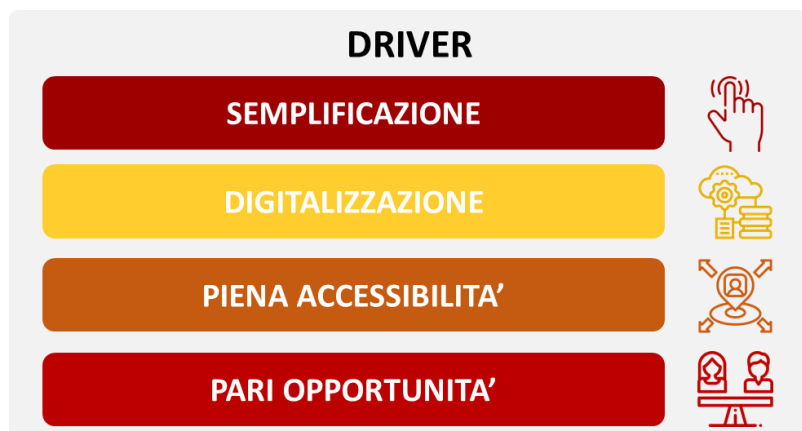 DRIVER
SEMPLIFICAZIONE
DIGITALIZZAZIONE
PIENA ACCESSIBILITA’
PARI OPPORTUNITA’